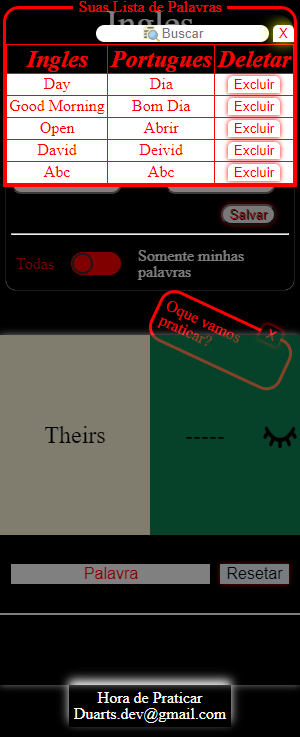 Suas Lista de Palavras
Ingles
Buscar X
Ingles Portugues Deletar
Day Dia Excluir
Good Morning Bom Dia Excluir
Open Abrir Excluir
David Deivid Excluir
Abc Abc Excluir
Salvar
Todas Somente minhas
palavras
Oque vamos
praticar? X
Theirs -----
Palavra Resetar
Hora de Praticar
Duarts.dev@gmail.com